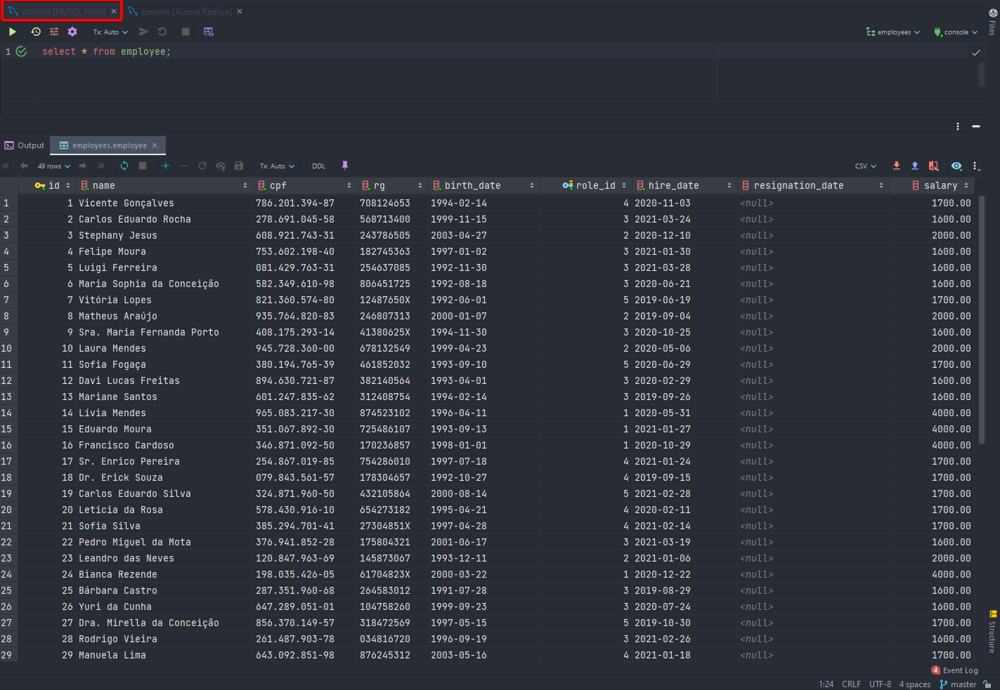 console [MySQL Main] × console [Aurora Replica] ×
Tx: Auto employees console
1 select * from employee;
Output employees.employee ×
49 rows Tx: Auto DDL CSV
id name cpf rg birth_date role_id hire_date resignation_date salary
1 1 Vicente Gonçalves 786.201.394-87 708124653 1994-02-14 4 2020-11-03 <null> 1700.00
2 2 Carlos Eduardo Rocha 278.691.045-58 568713400 1999-11-15 3 2021-03-24 <null> 1600.00
3 3 Stephany Jesus 608.921.743-31 243786505 2003-04-27 2 2020-12-10 <null> 2000.00
4 4 Felipe Moura 753.602.198-40 182745363 1997-01-02 3 2021-01-30 <null> 1600.00
5 5 Luigi Ferreira 081.429.763-31 254637085 1992-11-30 3 2021-03-28 <null> 1600.00
6 6 Maria Sophia da Conceição 582.349.610-98 806451725 1992-08-18 3 2020-06-21 <null> 1600.00
7 7 Vitória Lopes 821.360.574-80 12487650X 1992-06-01 5 2019-06-19 <null> 1700.00
8 8 Matheus Araújo 935.764.820-83 246807313 2000-01-07 2 2019-09-04 <null> 2000.00
9 9 Sra. Maria Fernanda Porto 408.175.293-14 41380625X 1994-11-30 3 2020-10-25 <null> 1600.00
10 10 Laura Mendes 945.728.360-00 678132549 1999-04-23 2 2020-05-06 <null> 2000.00
11 11 Sofia Fogaça 380.194.765-39 461852032 1993-09-10 5 2020-06-29 <null> 1700.00
12 12 Davi Lucas Freitas 894.630.721-87 382140564 1993-04-01 3 2020-02-29 <null> 1600.00
13 13 Mariane Santos 601.247.835-62 312408754 1994-02-14 3 2019-09-26 <null> 1600.00
14 14 Lívia Mendes 965.083.217-30 874523102 1996-04-11 1 2020-05-31 <null> 4000.00
15 15 Eduardo Moura 351.067.892-30 725486107 1993-09-13 1 2021-01-27 <null> 4000.00
16 16 Francisco Cardoso 346.871.092-50 170236857 1998-01-01 1 2020-10-29 <null> 4000.00
17 17 Sr. Enrico Pereira 254.867.019-85 754286010 1997-07-18 4 2021-01-24 <null> 1700.00
18 18 Dr. Erick Souza 079.843.561-57 178304657 1992-10-27 4 2019-09-15 <null> 1700.00
19 19 Carlos Eduardo Silva 324.871.960-50 432105864 2000-08-14 5 2021-02-28 <null> 1700.00
20 20 Letícia da Rosa 578.430.916-10 654273182 1995-04-21 4 2020-02-11 <null> 1700.00
21 21 Sofia Silva 385.294.701-41 27304851X 1997-04-28 4 2021-02-14 <null> 1700.00
22 22 Pedro Miguel da Mota 376.941.852-28 175804321 2001-06-17 3 2021-03-19 <null> 1600.00
23 23 Leandro das Neves 120.847.963-69 145873067 1993-12-11 2 2021-01-06 <null> 2000.00
24 24 Bianca Rezende 198.035.426-05 61704823X 2000-03-22 1 2020-12-22 <null> 4000.00
25 25 Bárbara Castro 287.351.960-68 264583012 1991-07-28 3 2019-08-29 <null> 1600.00
26 26 Yuri da Cunha 647.289.051-01 104758260 1999-09-23 3 2020-07-24 <null> 1600.00
27 27 Dra. Mirella da Conceição 856.370.149-57 318472569 1997-05-15 5 2019-10-30 <null> 1700.00
28 28 Rodrigo Vieira 261.487.903-78 034816720 1996-09-19 3 2021-02-26 <null> 1600.00
29 29 Manuela Lima 643.092.851-98 876245312 2003-05-16 4 2021-01-18 <null> 1700.00
Files
Structure
4 Event Log
1:24 CRLF UTF-8 4 spaces master